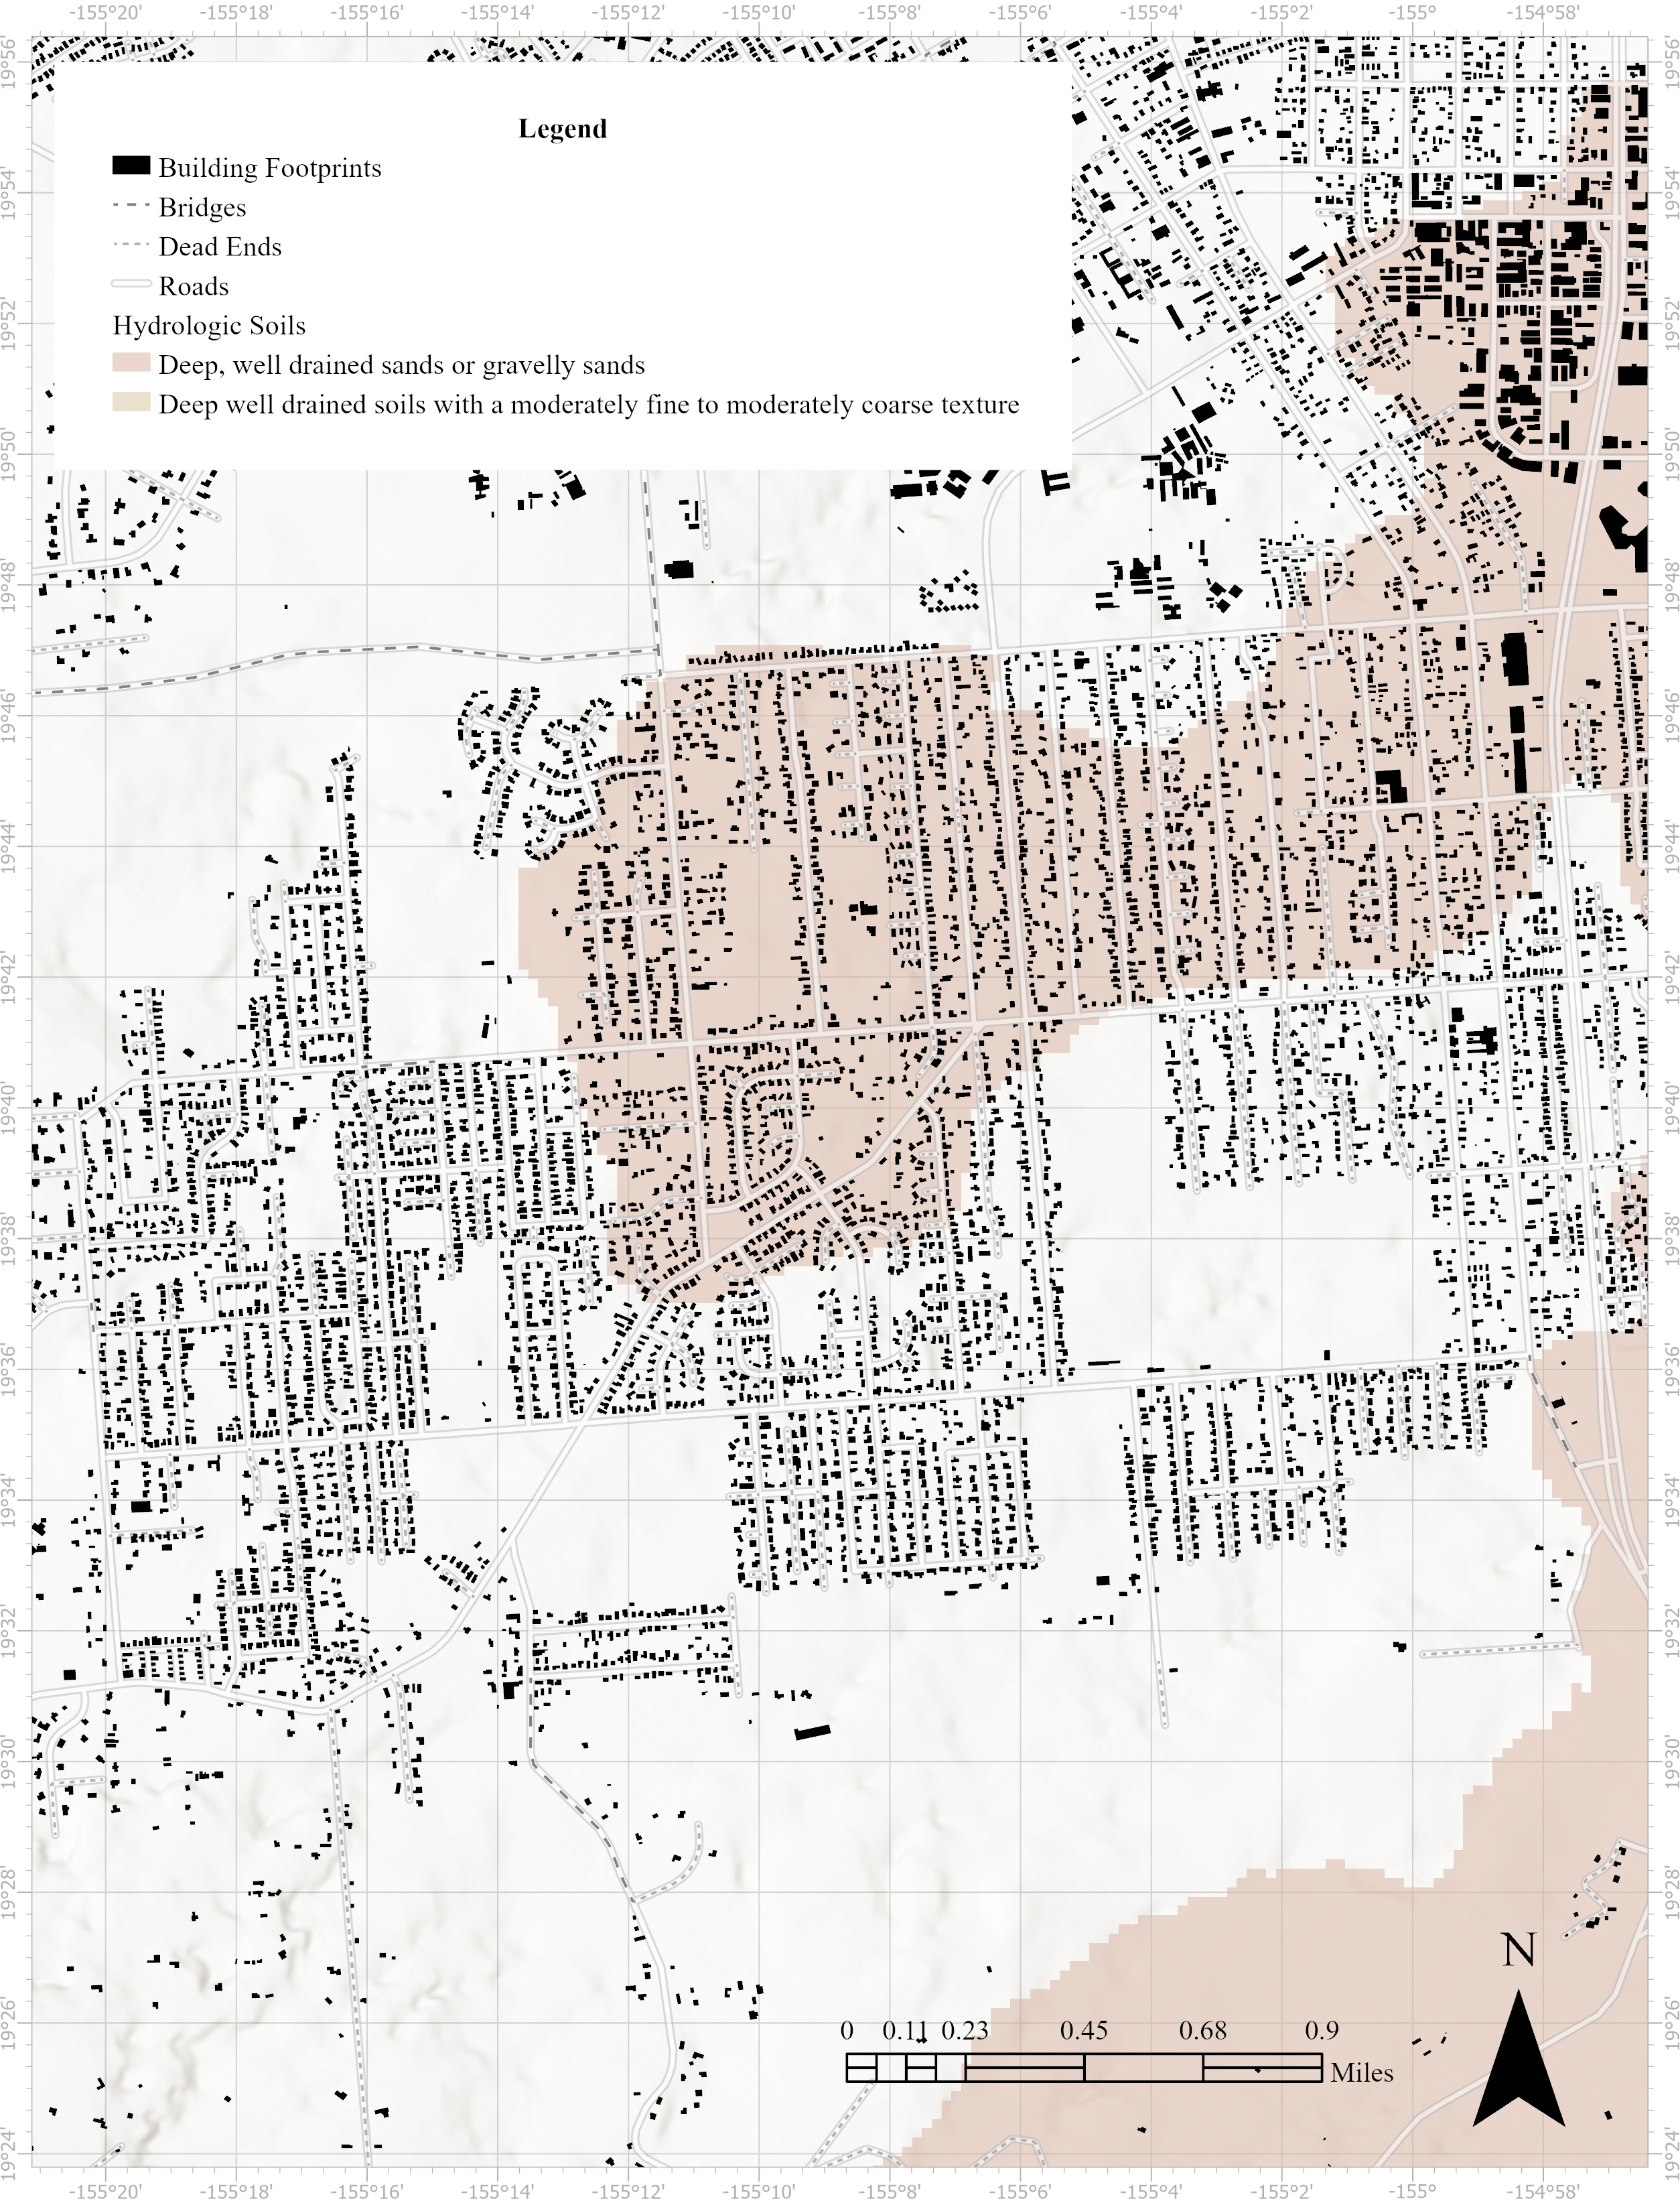 -155°20' -155°18' -155°16' -155°14' -155°12' -155°10' -155°8' -155°6' -155°4' -155°2' -155° -154°58'
19°56' 19°56'
Legend
Building Footprints
19°54' 19°54'
Bridges
Dead Ends
Roads
19°52' Hydrologic Soils 19°52'
Deep, well drained sands or gravelly sands
Deep well drained soils with a moderately fine to moderately coarse texture
19°50' 19°50'
19°48' 19°48'
19°46' 19°46'
19°44' 19°44'
19°42' 19°42'
19°40' 19°40'
19°38' 19°38'
19°36' 19°36'
19°34' 19°34'
19°32' 19°32'
19°30' 19°30'
19°28' 19°28'
N
19°26' 19°26'
0 0.11 0.23 0.45 0.68 0.9
Miles
19°24' 19°24'
-155°20' -155°18' -155°16' -155°14' -155°12' -155°10' -155°8' -155°6' -155°4' -155°2' -155° -154°58'